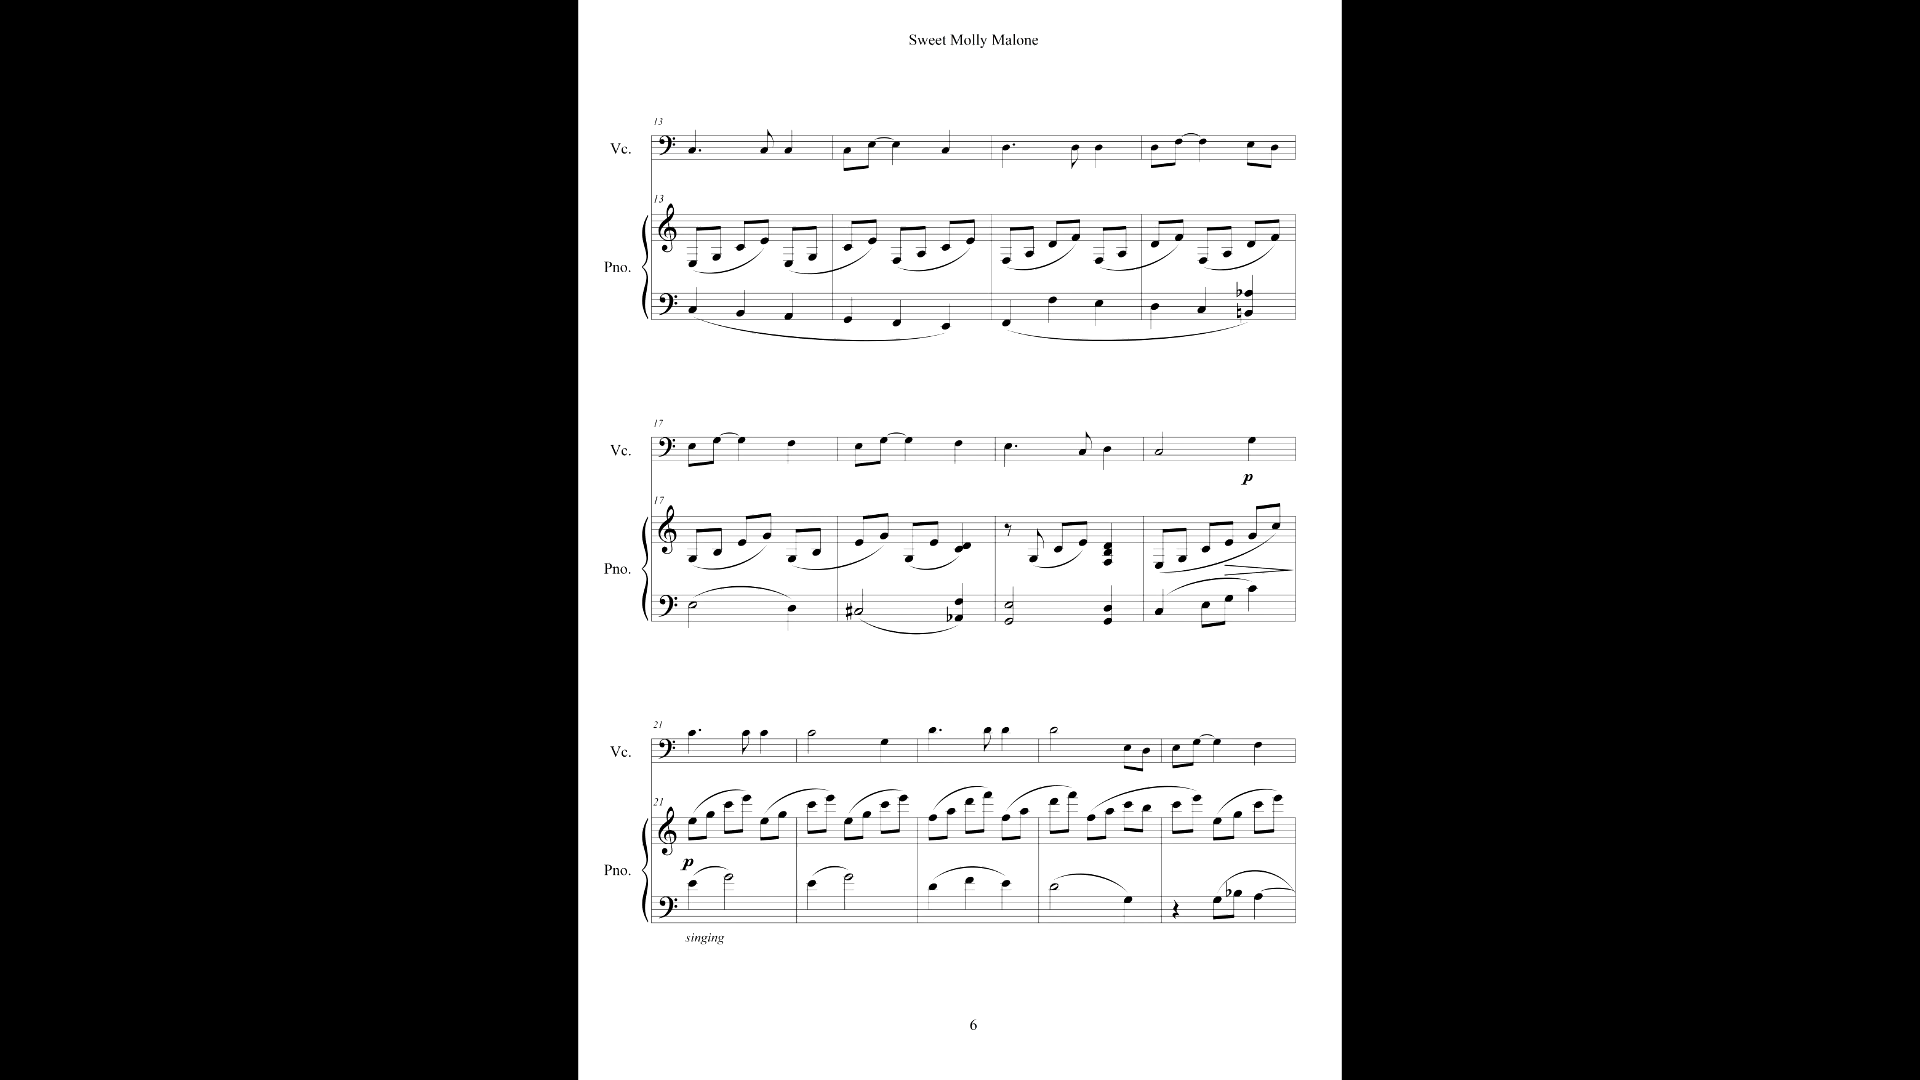 Sweet Molly Malone
13
Vc.
13
Pno.
17
Vc.
p
17
Pno.
21
Vc.
21
p
Pno.
singing
6